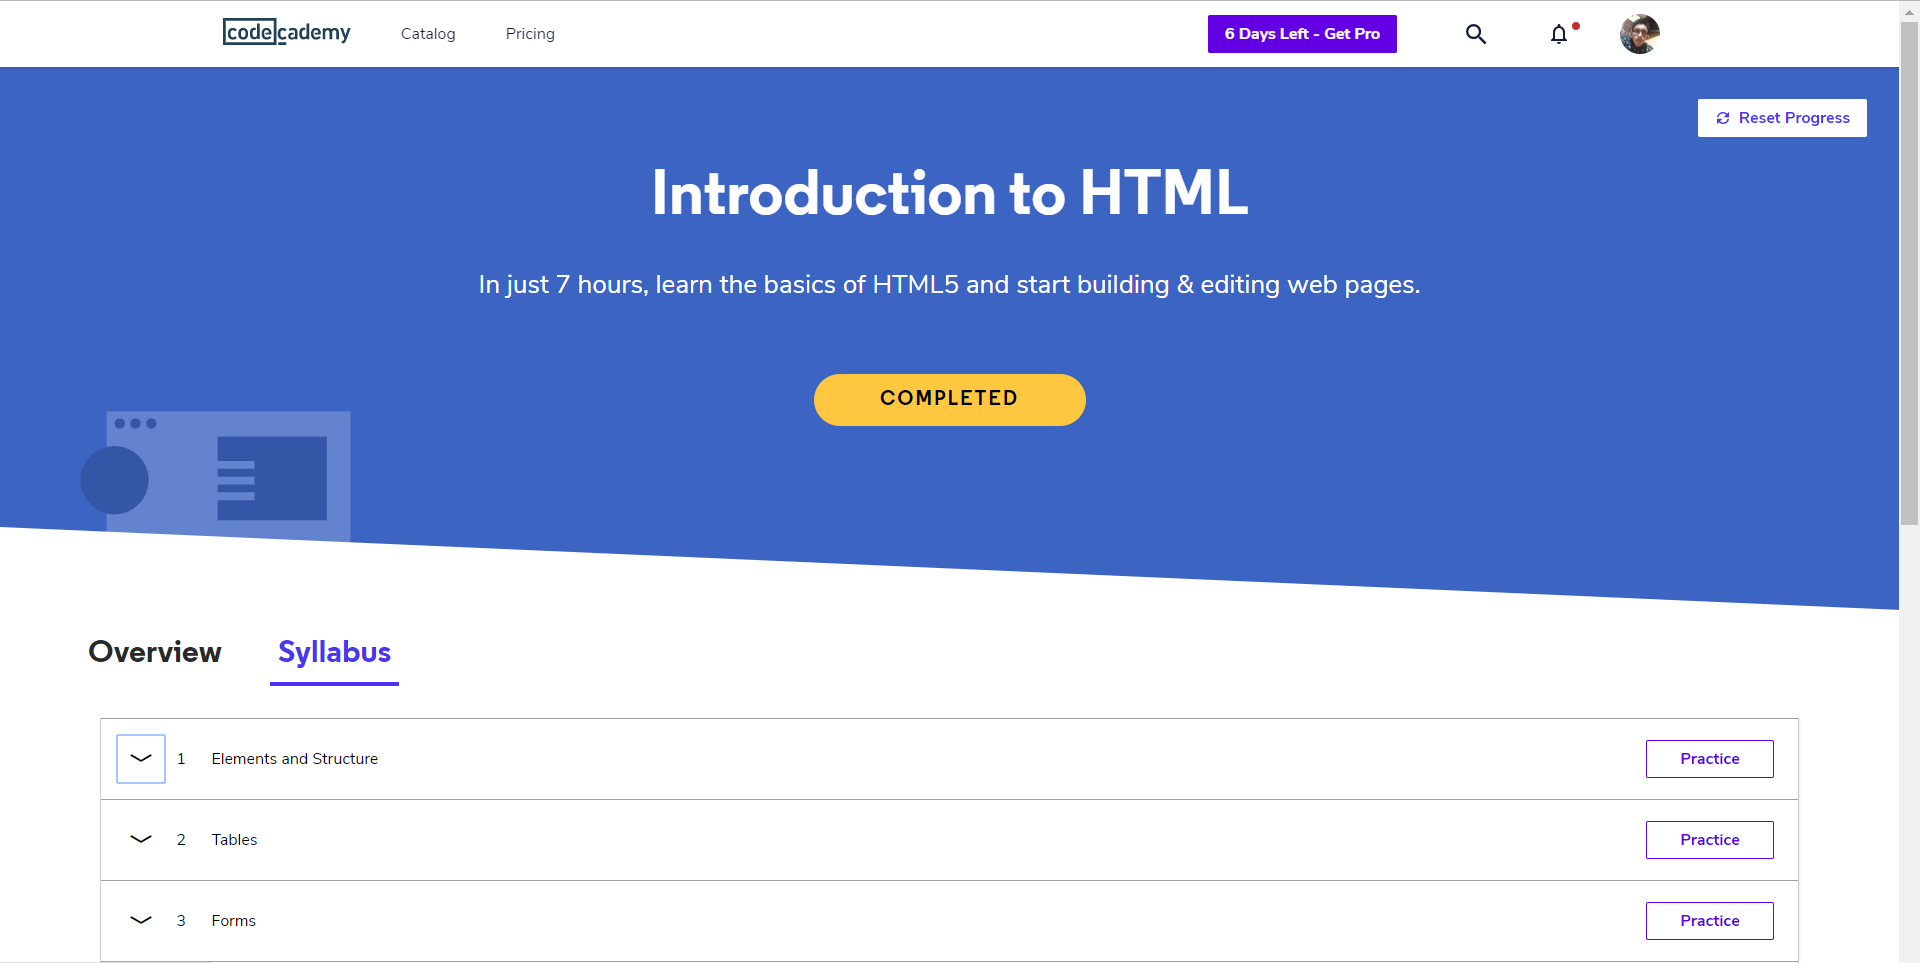 codecademy
Catalog
Pricing
6 Days Left - Get Pro
Reset Progress
Introduction to HTML
In just 7 hours, learn the basics of HTML5 and start building & editing web pages.
COMPLETED
Overview
Syllabus
1 Elements and Structure
Practice
2 Tables
Practice
3 Forms
Practice